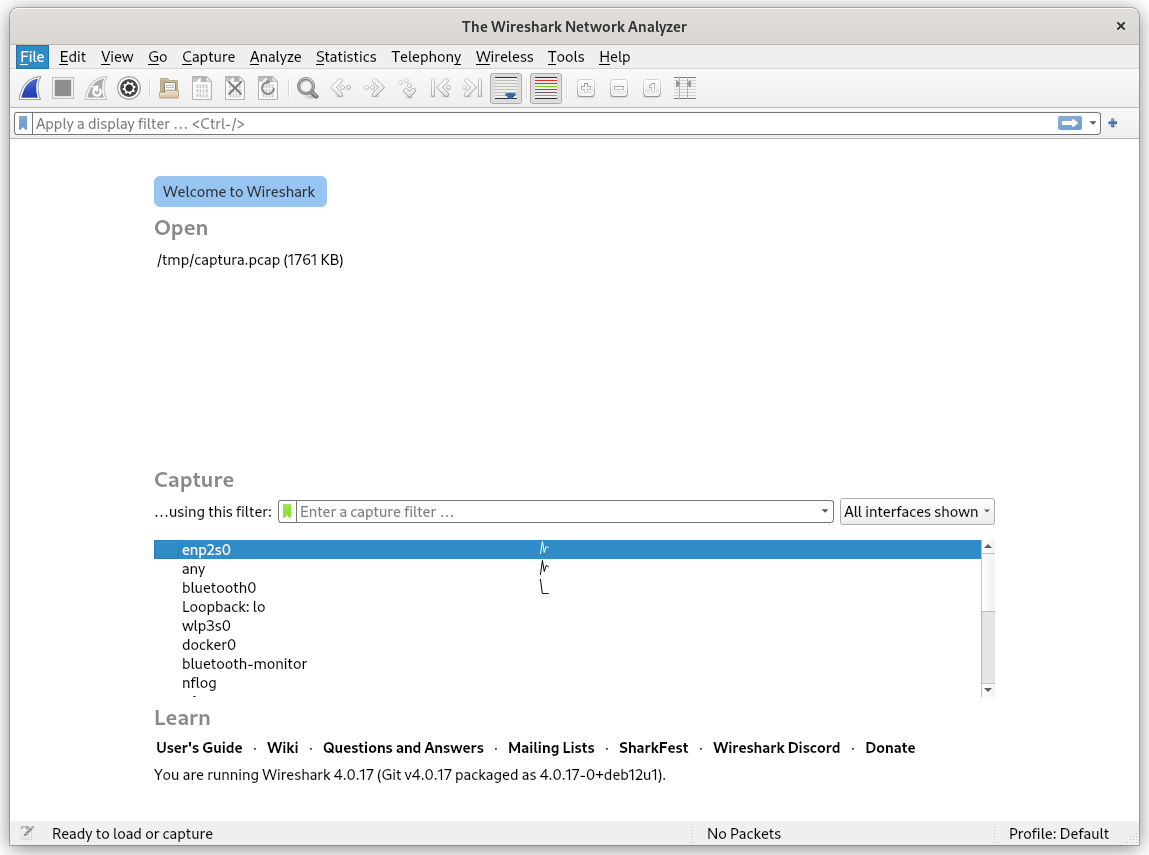 The Wireshark Network Analyzer
File Edit View Go Capture Analyze Statistics Telephony Wireless Tools Help
Apply a display filter … <Ctrl-/>
Welcome to Wireshark
Open
/tmp/captura.pcap (1761 KB)
Capture
…using this filter: Enter a capture filter … All interfaces shown
enp2s0
any
bluetooth0
Loopback: lo
wlp3s0
docker0
bluetooth-monitor
nflog
Learn
User's Guide · Wiki · Questions and Answers · Mailing Lists · SharkFest · Wireshark Discord · Donate
You are running Wireshark 4.0.17 (Git v4.0.17 packaged as 4.0.17-0+deb12u1).
Ready to load or capture No Packets Profile: Default